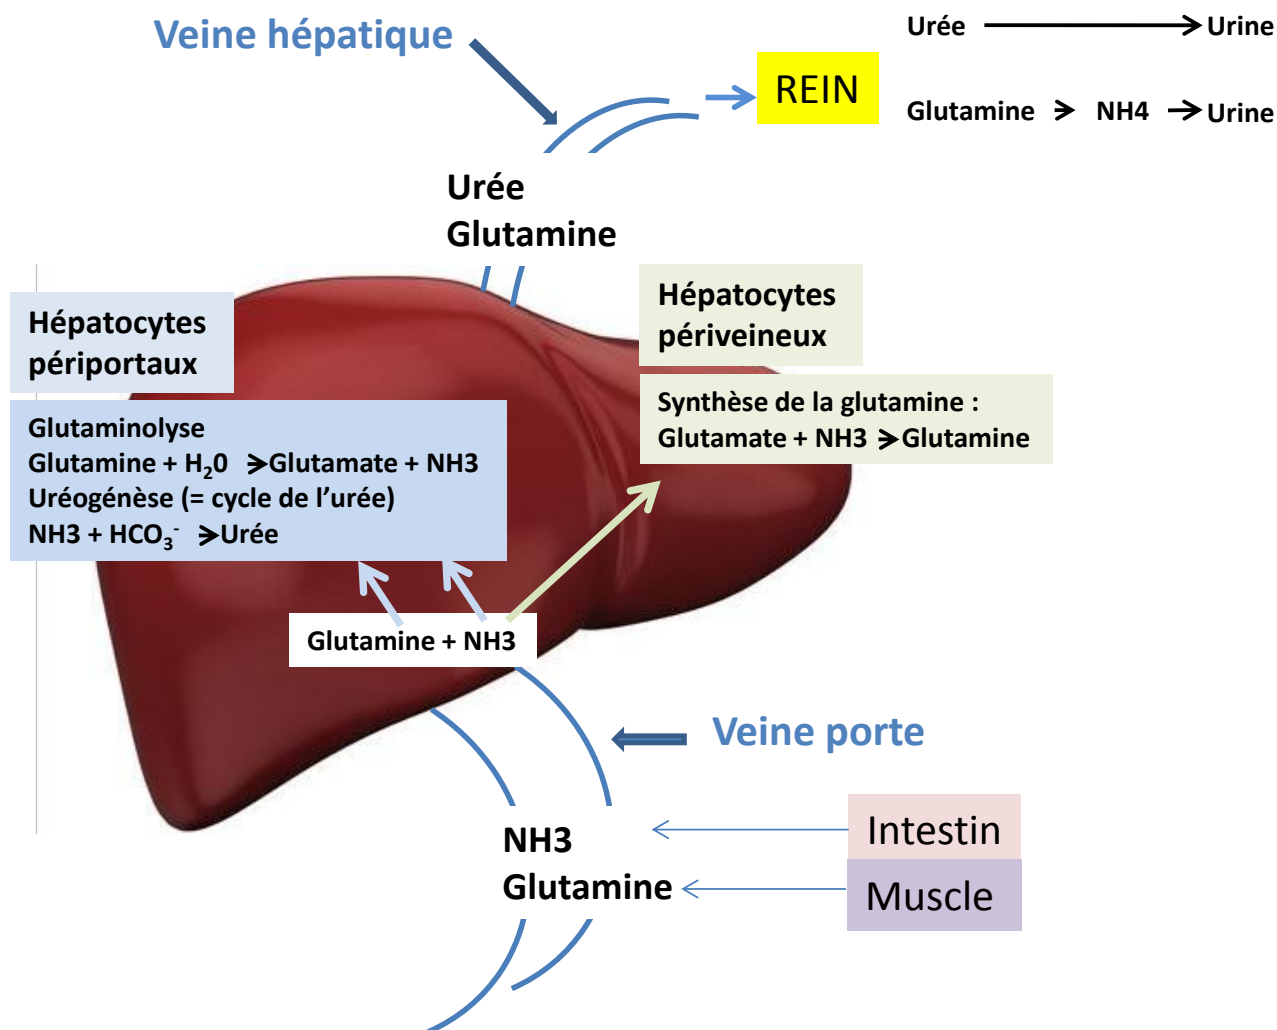 Veine hépatique
REIN
Urée → Urine
Glutamine > NH4 → Urine
Urée
Glutamine
Hépatocytes
périportaux
Glutaminolyse
Glutamine + H₂0 > Glutamate + NH3
Uréogénèse (= cycle de l'urée)
NH3 + HCO₃⁻ > Urée
Hépatocytes
périveineux
Synthèse de la glutamine :
Glutamate + NH3 > Glutamine
Glutamine + NH3
Veine porte
NH3
Glutamine
Intestin
Muscle